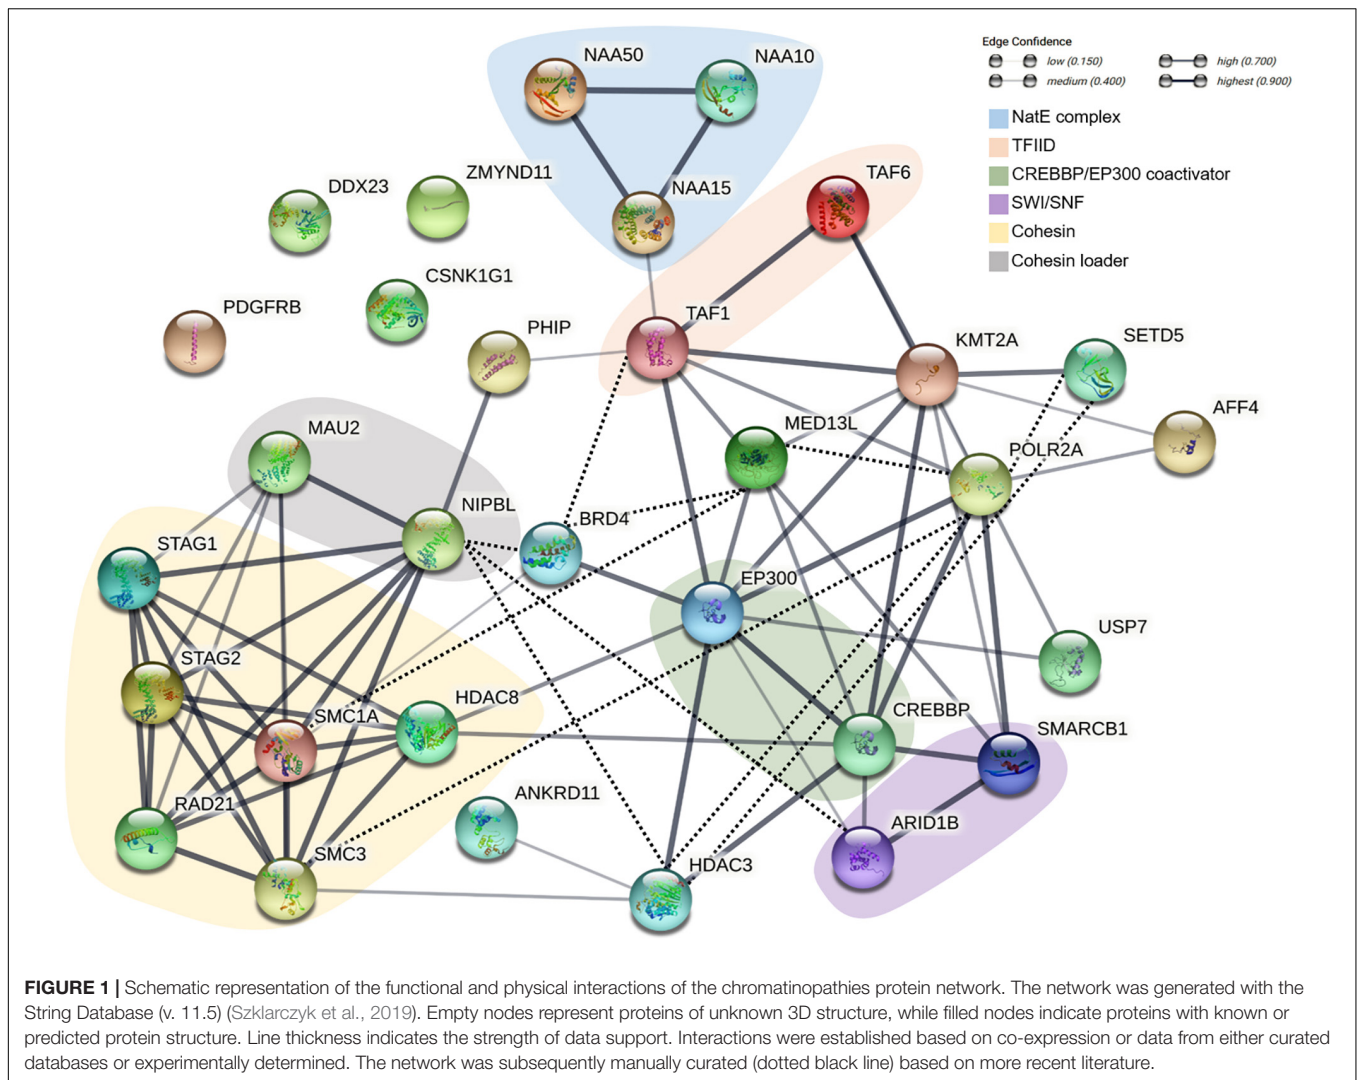 NAA50
NAA10
Edge Confidence
low (0.150)
high (0.700)
medium (0.400)
highest (0.900)
NatE complex
TFIID
CREBBP/EP300 coactivator
SWI/SNF
Cohesin
Cohesin loader
ZMYND11
DDX23
NAA15
TAF6
CSNK1G1
PDGFRB
PHIP
TAF1
KMT2A
SETD5
AFF4
MAU2
MED13L
POLR2A
NIPBL
BRD4
STAG1
EP300
USP7
STAG2
HDAC8
SMC1A
CREBBP
SMARCB1
RAD21
ANKRD11
ARID1B
SMC3
HDAC3
FIGURE 1 | Schematic representation of the functional and physical interactions of the chromatinopathies protein network. The network was generated with the
String Database (v. 11.5) (Szklarczyk et al., 2019). Empty nodes represent proteins of unknown 3D structure, while filled nodes indicate proteins with known or
predicted protein structure. Line thickness indicates the strength of data support. Interactions were established based on co-expression or data from either curated
databases or experimentally determined. The network was subsequently manually curated (dotted black line) based on more recent literature.